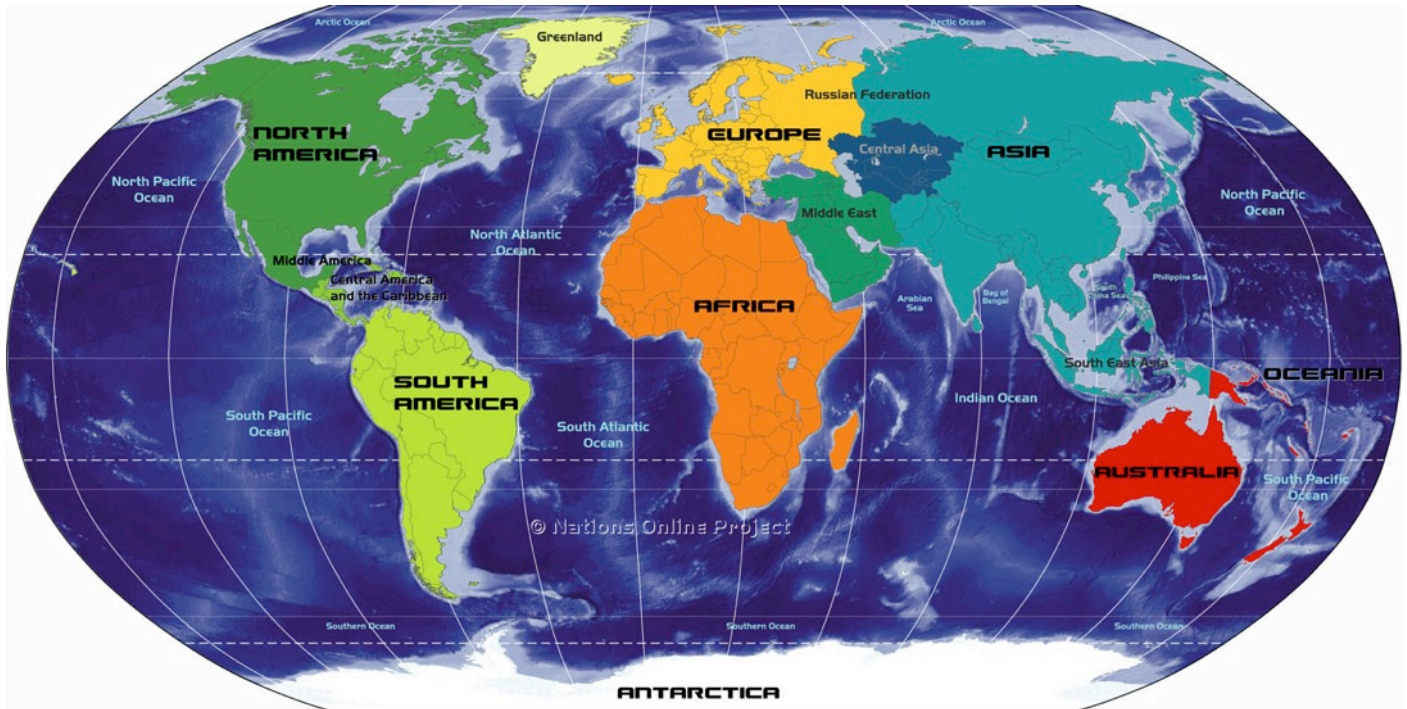 Arctic Ocean
Arctic Ocean
Greenland
Russian Federation
NORTH
AMERICA
EUROPE
Central Asia
ASIA
North Pacific
Ocean
North Pacific
Ocean
Middle East
North Atlantic
Ocean
Middle America
Central America
and the Caribbean
Philippine Sea
Arabian
Sea
Bay of
Bengal
South
China Sea
AFRICA
South East Asia
OCEANIA
SOUTH
AMERICA
Indian Ocean
South Pacific
Ocean
South Atlantic
Ocean
AUSTRALIA
South Pacific
Ocean
© Nations Online Project
Southern Ocean
Southern Ocean
Southern Ocean
ANTARCTICA